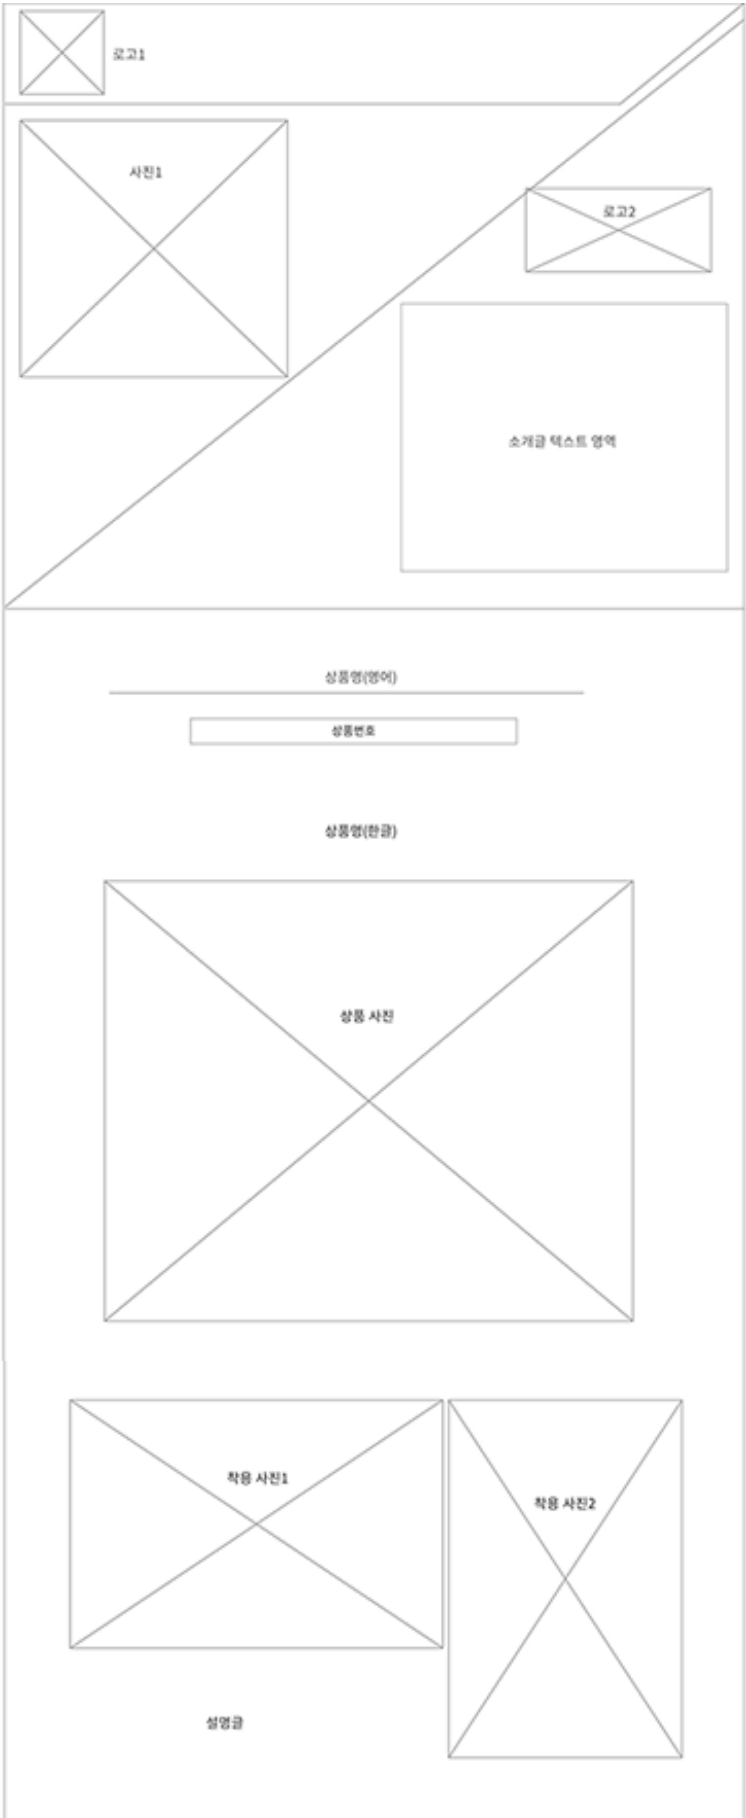 로고1
사진1
로고2
소개글 텍스트 영역
상품명(영어)
상품번호
상품명(한글)
상품 사진
착용 사진1
착용 사진2
설명글